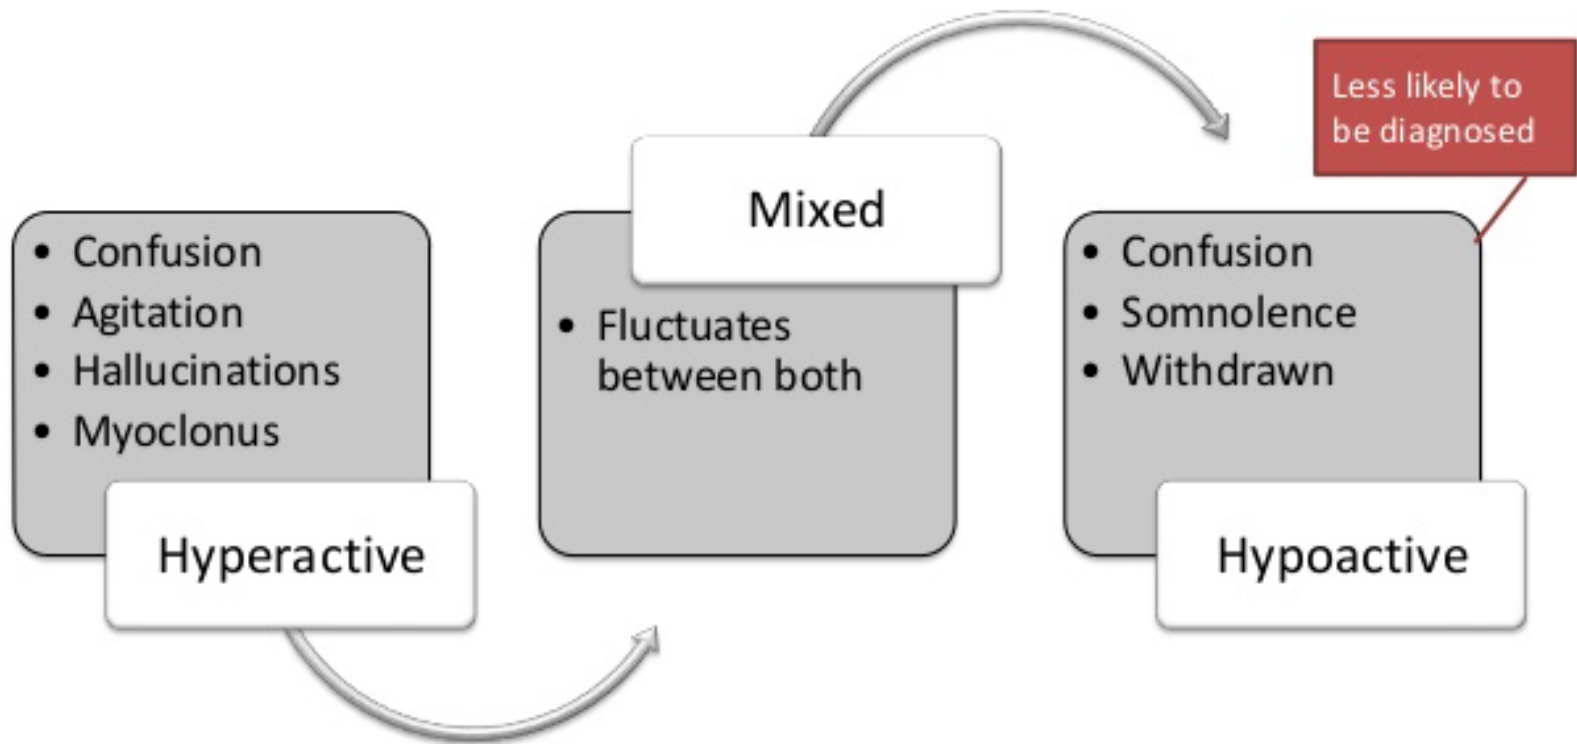 • Confusion
• Agitation
• Hallucinations
• Myoclonus
Hyperactive
Mixed
• Fluctuates
between both
Less likely to
be diagnosed
• Confusion
• Somnolence
• Withdrawn
Hypoactive